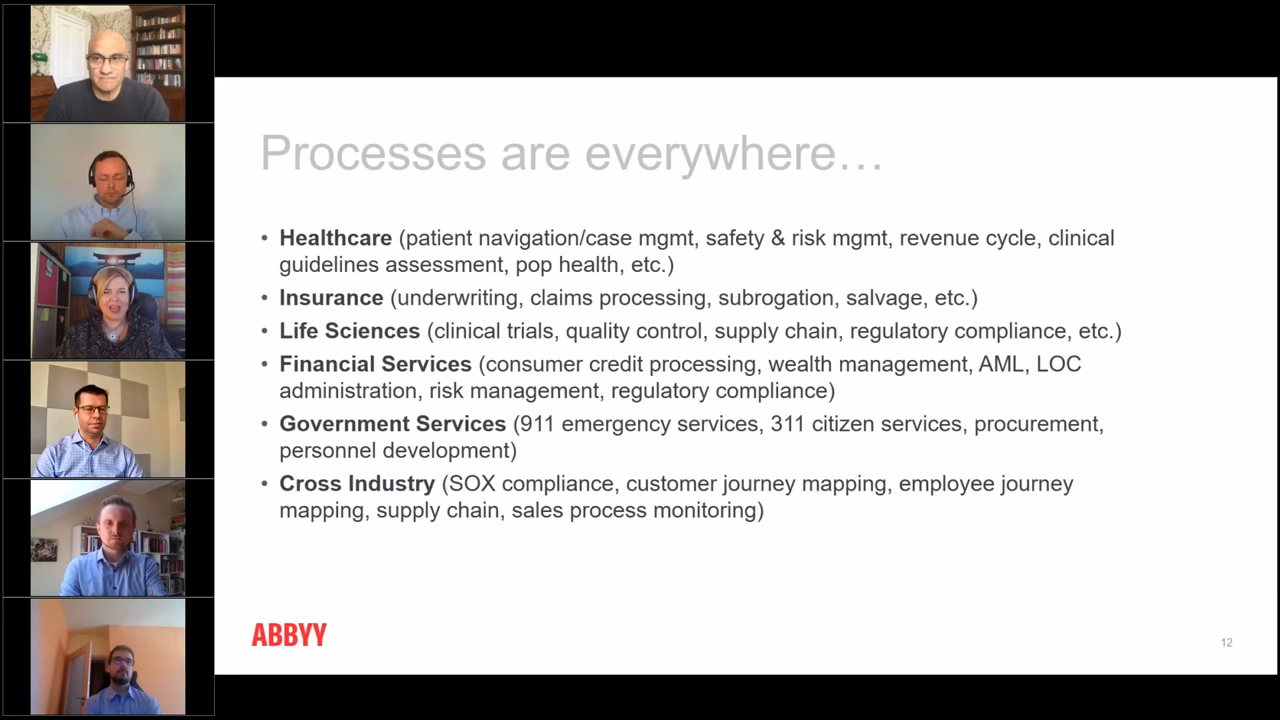 Processes are everywhere…
• Healthcare (patient navigation/case mgmt, safety & risk mgmt, revenue cycle, clinical
guidelines assessment, pop health, etc.)
• Insurance (underwriting, claims processing, subrogation, salvage, etc.)
• Life Sciences (clinical trials, quality control, supply chain, regulatory compliance, etc.)
• Financial Services (consumer credit processing, wealth management, AML, LOC
administration, risk management, regulatory compliance)
• Government Services (911 emergency services, 311 citizen services, procurement,
personnel development)
• Cross Industry (SOX compliance, customer journey mapping, employee journey
mapping, supply chain, sales process monitoring)
ABBYY
12